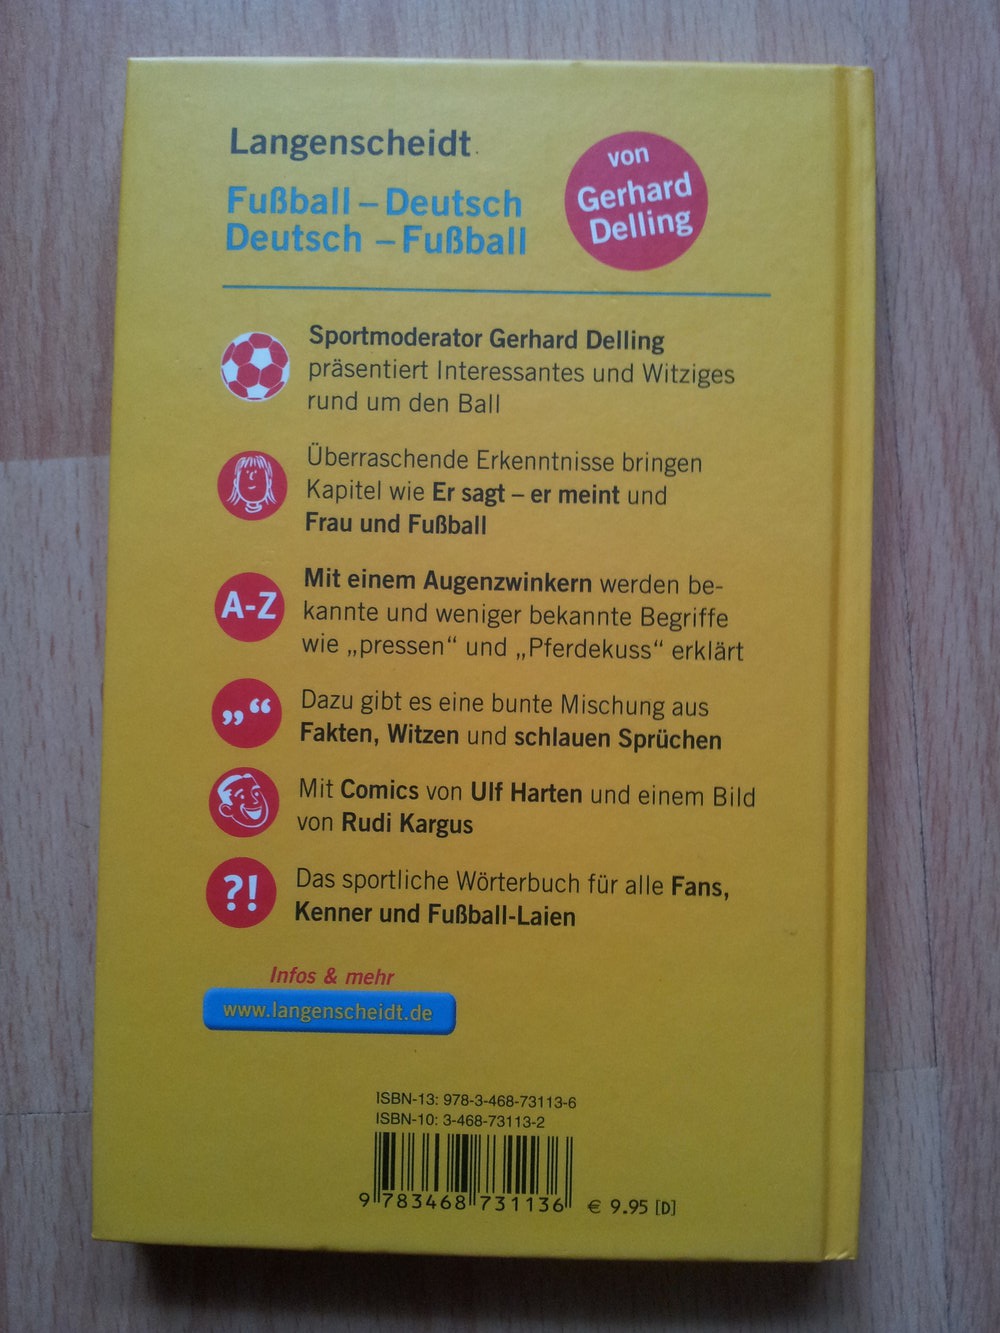 Langenscheidt
Fußball – Deutsch
Deutsch – Fußball
von
Gerhard
Delling
Sportmoderator Gerhard Delling
präsentiert Interessantes und Witziges
rund um den Ball
Überraschende Erkenntnisse bringen
Kapitel wie Er sagt – er meint und
Frau und Fußball
A-Z
Mit einem Augenzwinkern werden be-
kannte und weniger bekannte Begriffe
wie „pressen“ und „Pferdekuss“ erklärt
„ “
Dazu gibt es eine bunte Mischung aus
Fakten, Witzen und schlauen Sprüchen
Mit Comics von Ulf Harten und einem Bild
von Rudi Kargus
?!
Das sportliche Wörterbuch für alle Fans,
Kenner und Fußball-Laien
Infos & mehr
www.langenscheidt.de
ISBN-13: 978-3-468-73113-6
ISBN-10: 3-468-73113-2
9 783468 731136
€ 9.95 [D]